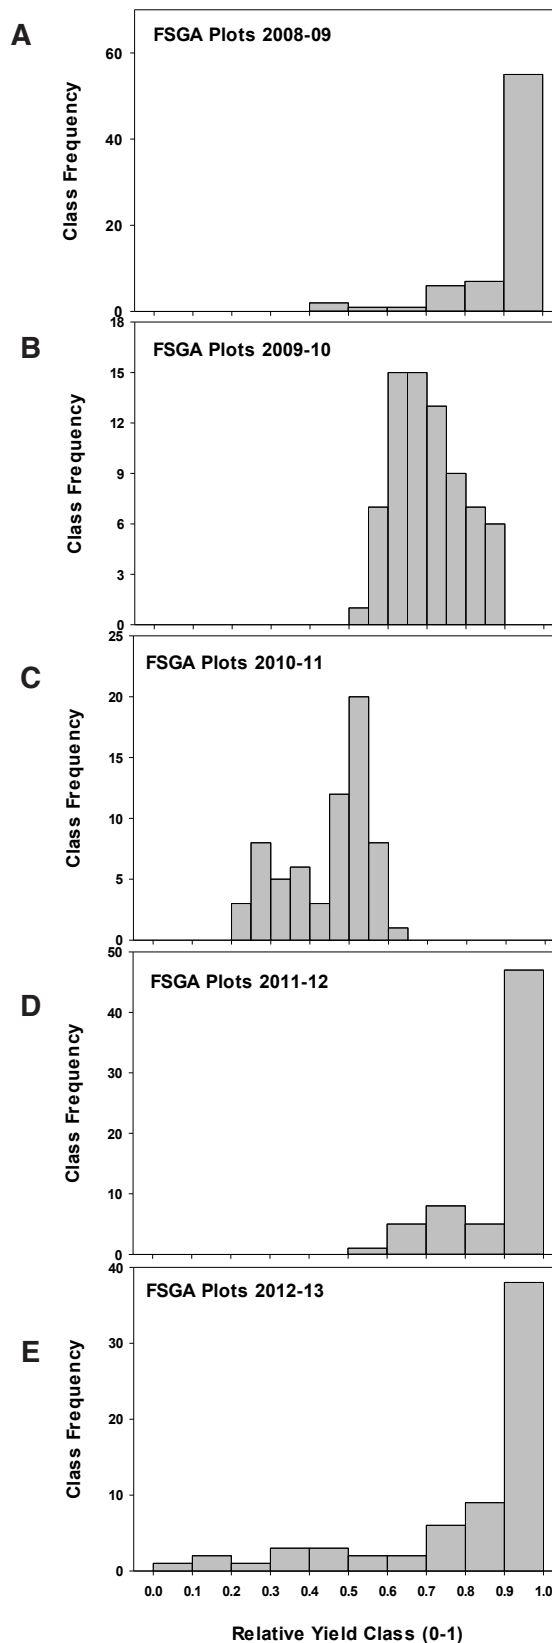 A
FSGA Plots 2008-09
Class Frequency
60
40
20
0
B
FSGA Plots 2009-10
Class Frequency
18
15
12
9
6
3
0
C
FSGA Plots 2010-11
Class Frequency
25
20
15
10
5
0
D
FSGA Plots 2011-12
Class Frequency
50
40
30
20
10
0
E
FSGA Plots 2012-13
Class Frequency
40
30
20
10
0
0.0 0.1 0.2 0.3 0.4 0.5 0.6 0.7 0.8 0.9 1.0
Relative Yield Class (0-1)